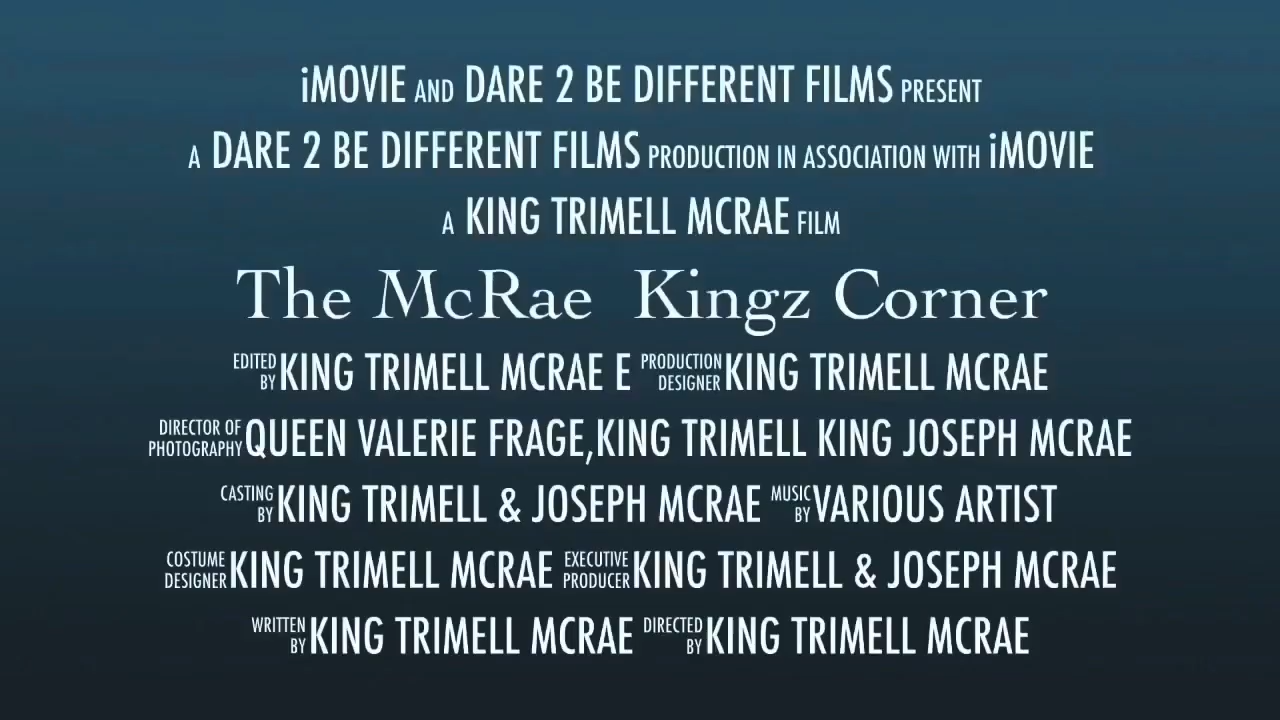 iMOVIE AND DARE 2 BE DIFFERENT FILMS PRESENT
A DARE 2 BE DIFFERENT FILMS PRODUCTION IN ASSOCIATION WITH iMOVIE
A KING TRIMELL MCRAE FILM
The McRae Kingz Corner
EDITED BY KING TRIMELL MCRAE E PRODUCTION DESIGNER KING TRIMELL MCRAE
DIRECTOR OF PHOTOGRAPHY QUEEN VALERIE FRAGE,KING TRIMELL KING JOSEPH MCRAE
CASTING BY KING TRIMELL & JOSEPH MCRAE MUSIC BY VARIOUS ARTIST
COSTUME DESIGNER KING TRIMELL MCRAE EXECUTIVE PRODUCER KING TRIMELL & JOSEPH MCRAE
WRITTEN BY KING TRIMELL MCRAE DIRECTED BY KING TRIMELL MCRAE